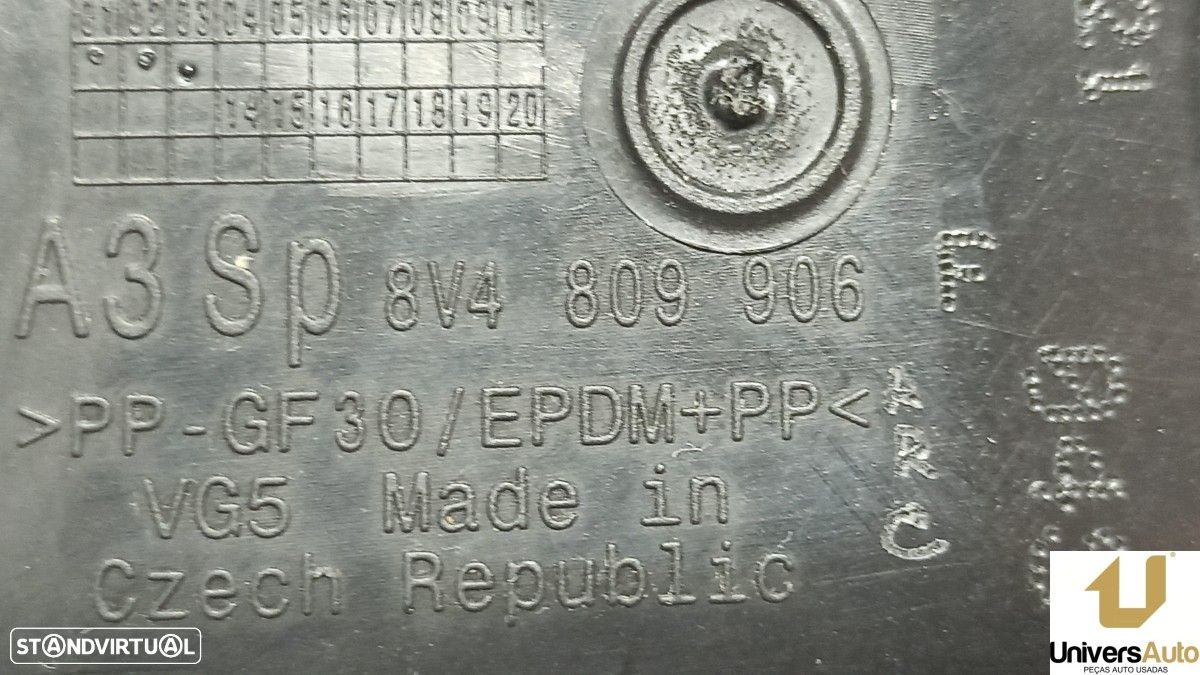 01 02 03 04 05 06 07 08 09 10
14 15 16 17 18 19 20
A3 Sp 8V4 809 906
>PP-GF30/EPDM+PP<
ARC
VG5 Made in
Czech Republic
STANDVIRTUAL
UniversAuto
PEÇAS AUTO USADAS